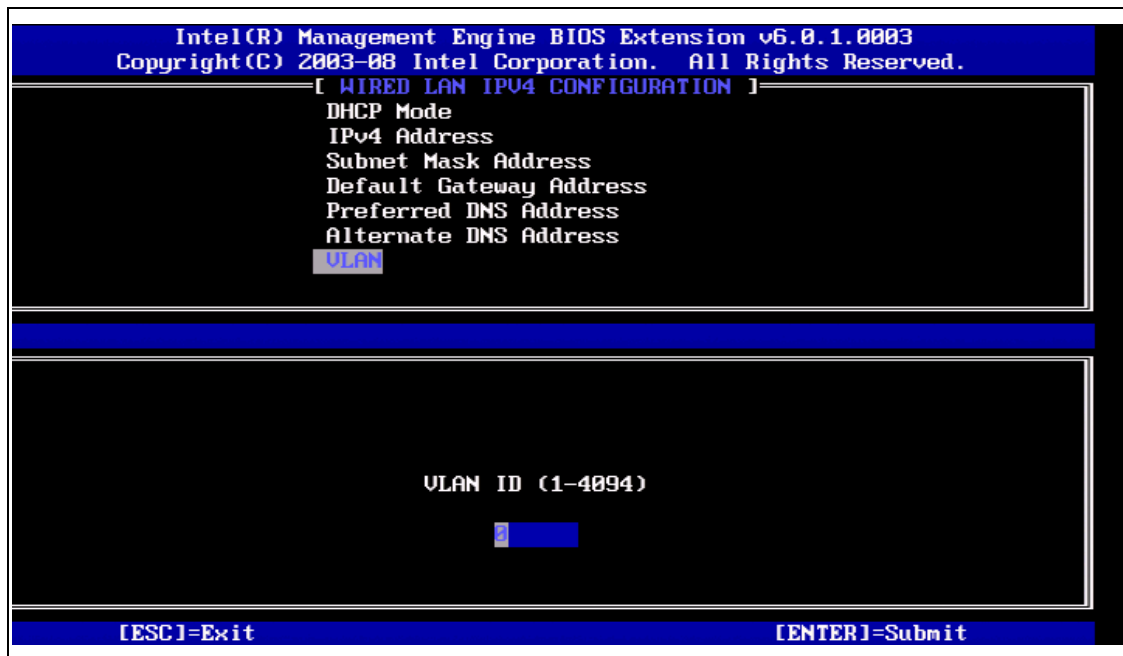 Intel(R) Management Engine BIOS Extension v6.0.1.0003
Copyright(C) 2003-08 Intel Corporation. All Rights Reserved.
[ WIRED LAN IPV4 CONFIGURATION ]
DHCP Mode
IPv4 Address
Subnet Mask Address
Default Gateway Address
Preferred DNS Address
Alternate DNS Address
VLAN
VLAN ID (1-4094)
0
[ESC]=Exit [ENTER]=Submit